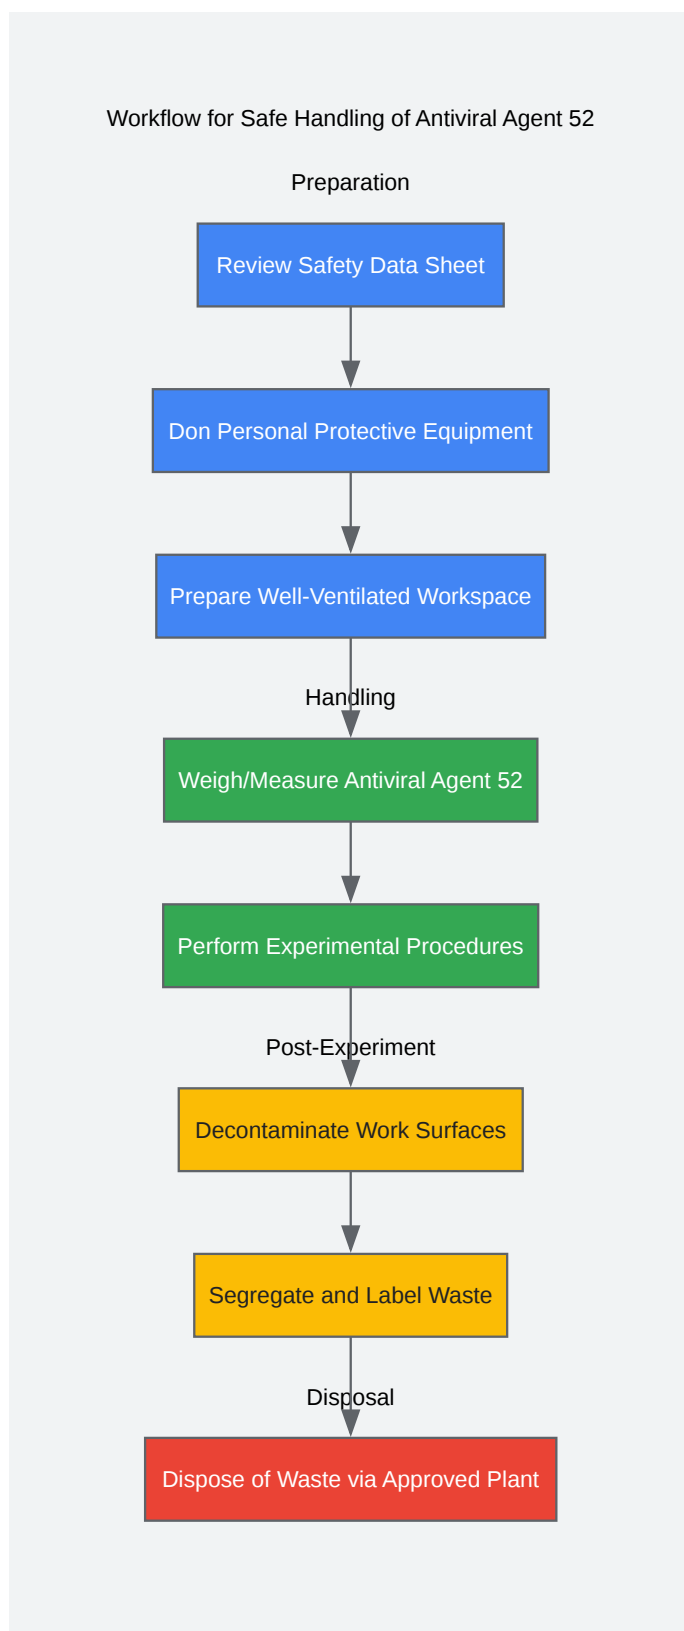 Workflow for Safe Handling of Antiviral Agent 52
Preparation
Review Safety Data Sheet
Don Personal Protective Equipment
Prepare Well-Ventilated Workspace
Handling
Weigh/Measure Antiviral Agent 52
Perform Experimental Procedures
Post-Experiment
Decontaminate Work Surfaces
Segregate and Label Waste
Disposal
Dispose of Waste via Approved Plant